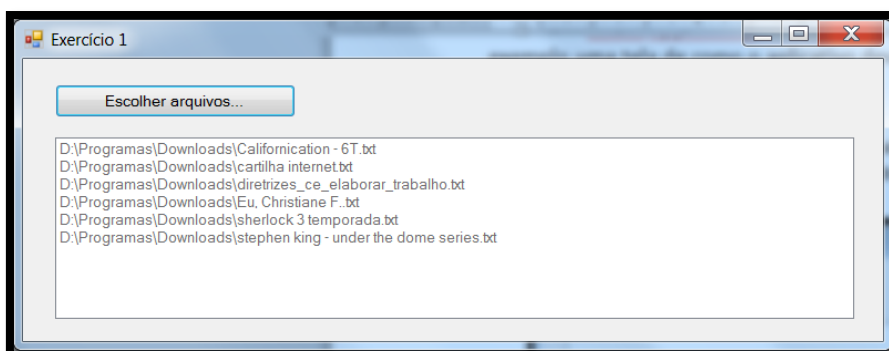 Exercício 1
Escolher arquivos...
D:\Programas\Downloads\Californication - 6T.txt
D:\Programas\Downloads\cartilha internet.txt
D:\Programas\Downloads\diretrizes_ce_elaborar_trabalho.txt
D:\Programas\Downloads\Eu, Christiane F..txt
D:\Programas\Downloads\sherlock 3 temporada.txt
D:\Programas\Downloads\stephen king - under the dome series.txt